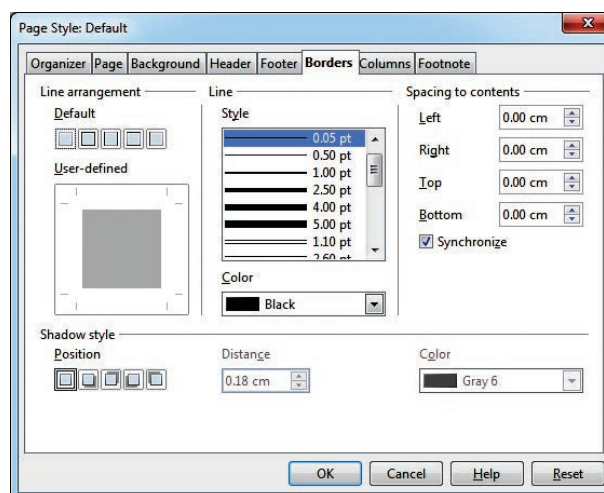 Page Style: Default
Organizer Page Background Header Footer Borders Columns Footnote
Line arrangement
Default
User-defined
Line
Style
0.05 pt
0.50 pt
1.00 pt
2.50 pt
4.00 pt
5.00 pt
1.10 pt
2.60 pt
Color
Black
Spacing to contents
Left 0.00 cm
Right 0.00 cm
Top 0.00 cm
Bottom 0.00 cm
Synchronize
Shadow style
Position
Distance
0.18 cm
Color
Gray 6
OK Cancel Help Reset